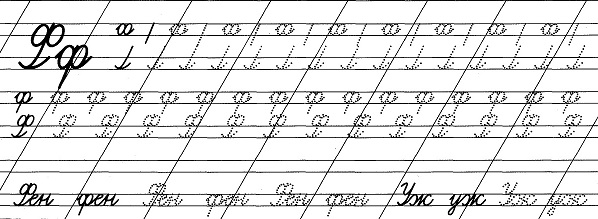 Фф ф ф ф ф ф ф ф ф
ф ф ф ф ф ф ф ф ф ф ф ф ф ф ф ф
Ф Ф Ф Ф Ф Ф Ф Ф Ф Ф Ф Ф Ф
Фен фен Фен фен Фен фен Уж уж Уж уж